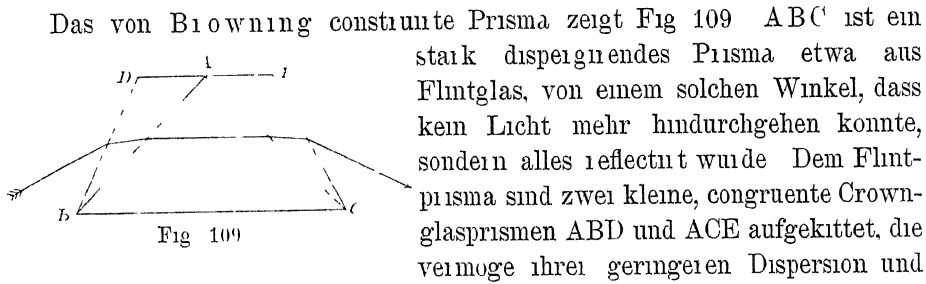 Das von Browning construirte Prisma zeigt Fig 109 ABC ist ein
stark dispergirendes Prisma etwa aus
Flintglas, von einem solchen Winkel, dass
kein Licht mehr hindurchgehen konnte,
sondern alles reflectirt wurde Dem Flint-
prisma sind zwei kleine, congruente Crown-
glasprismen ABD und ACE aufgekittet, die
vermoge ihrer geringeren Dispersion und
D A
B C
Fig 109